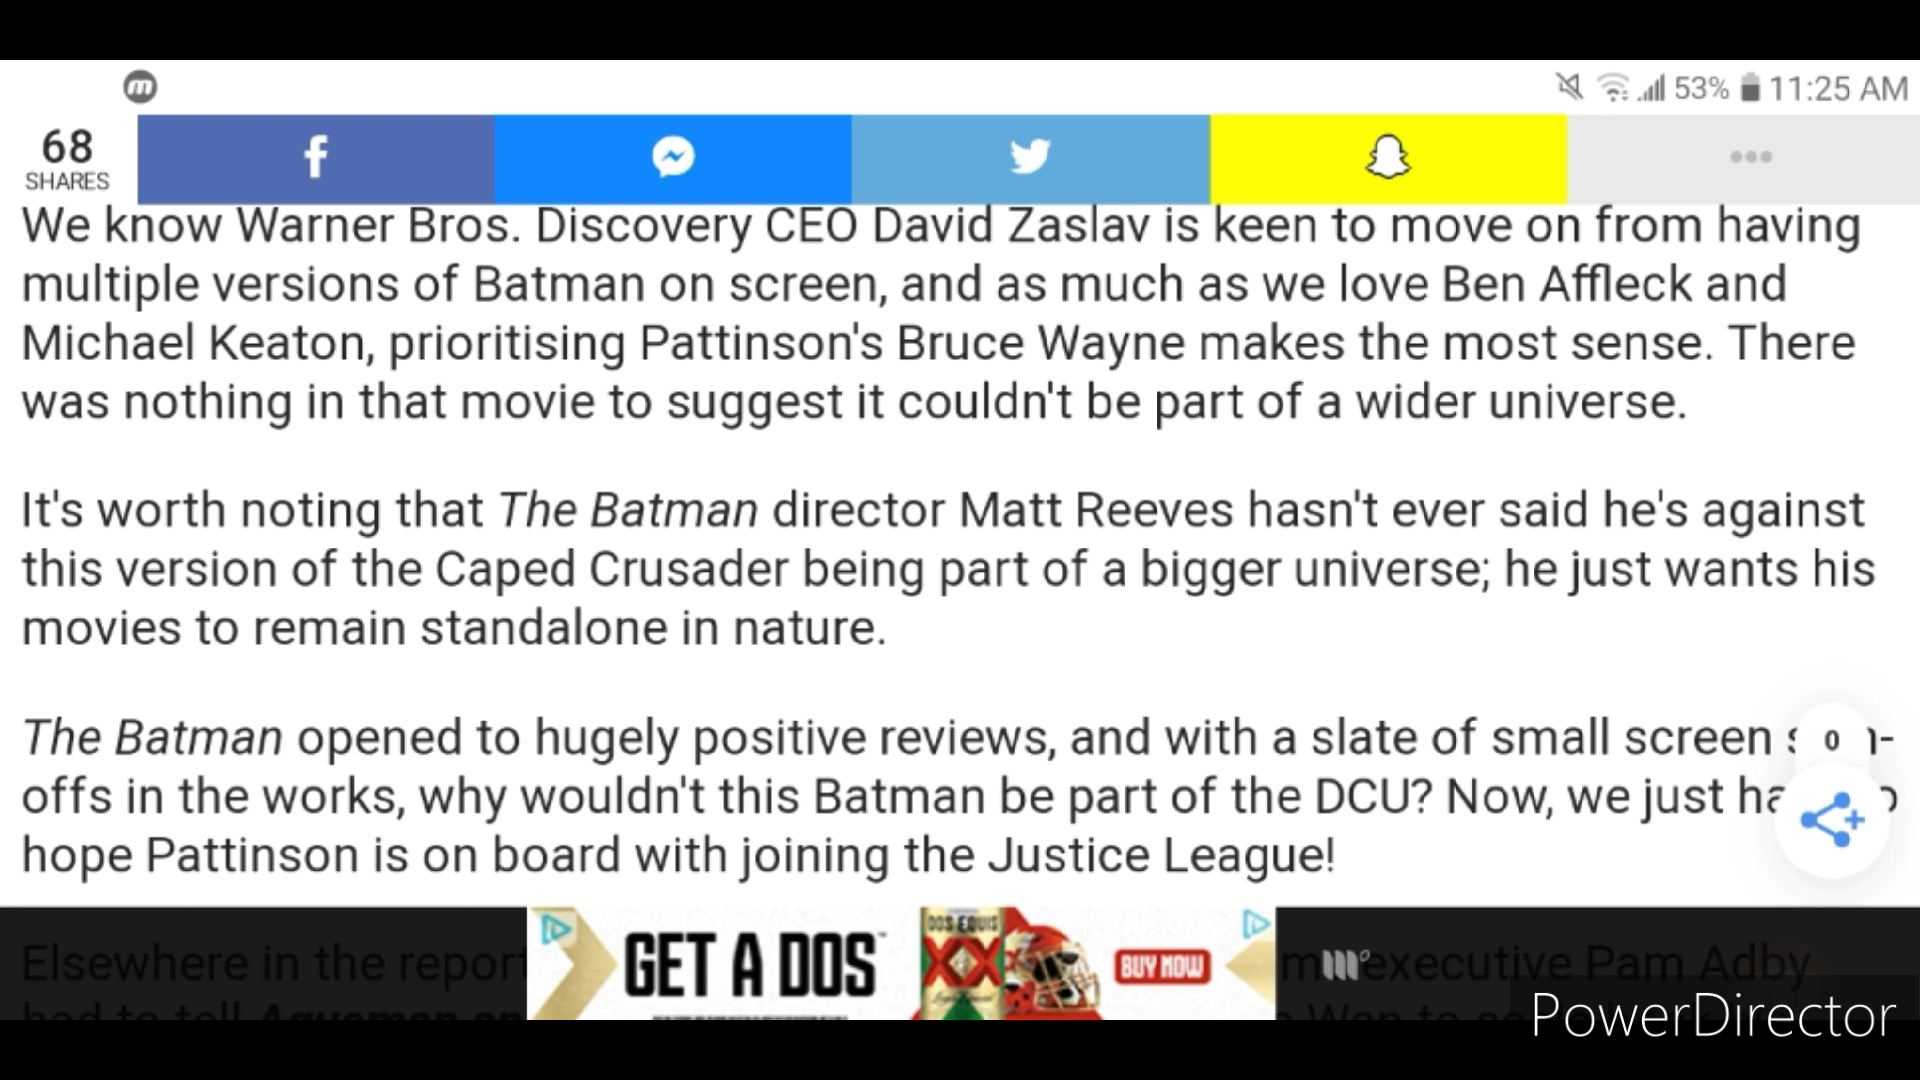 53% 11:25 AM
68
SHARES
We know Warner Bros. Discovery CEO David Zaslav is keen to move on from having
multiple versions of Batman on screen, and as much as we love Ben Affleck and
Michael Keaton, prioritising Pattinson's Bruce Wayne makes the most sense. There
was nothing in that movie to suggest it couldn't be part of a wider universe.
It's worth noting that The Batman director Matt Reeves hasn't ever said he's against
this version of the Caped Crusader being part of a bigger universe; he just wants his
movies to remain standalone in nature.
The Batman opened to hugely positive reviews, and with a slate of small screen
0
offs in the works, why wouldn't this Batman be part of the DCU? Now, we just
hope Pattinson is on board with joining the Justice League!
Elsewhere in the report executive Pam Adby
GET A DOS
DOS EQUIS
XX
BUY NOW
had to tell Aquaman
PowerDirector